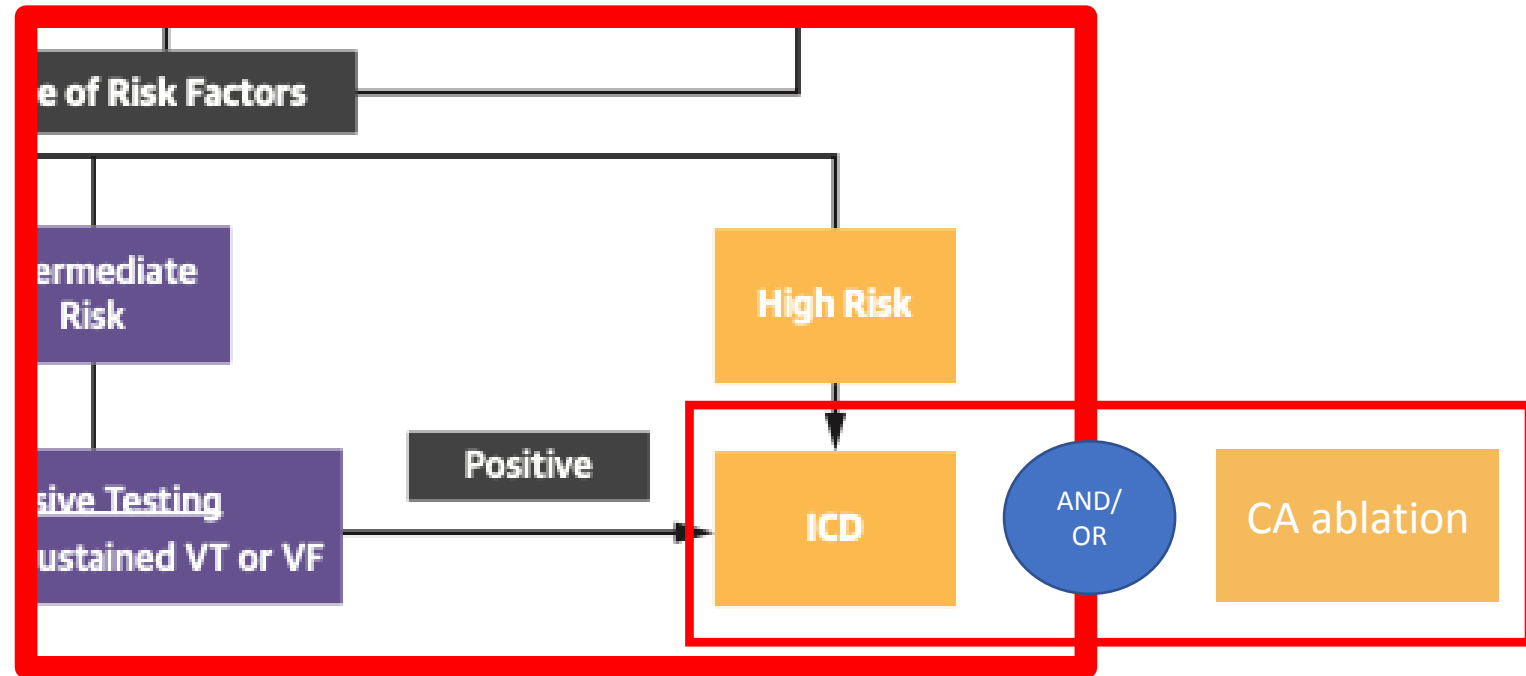 e of Risk Factors
ermediate
Risk
High Risk
Positive
sive Testing
ustained VT or VF
ICD
AND/
OR
CA ablation